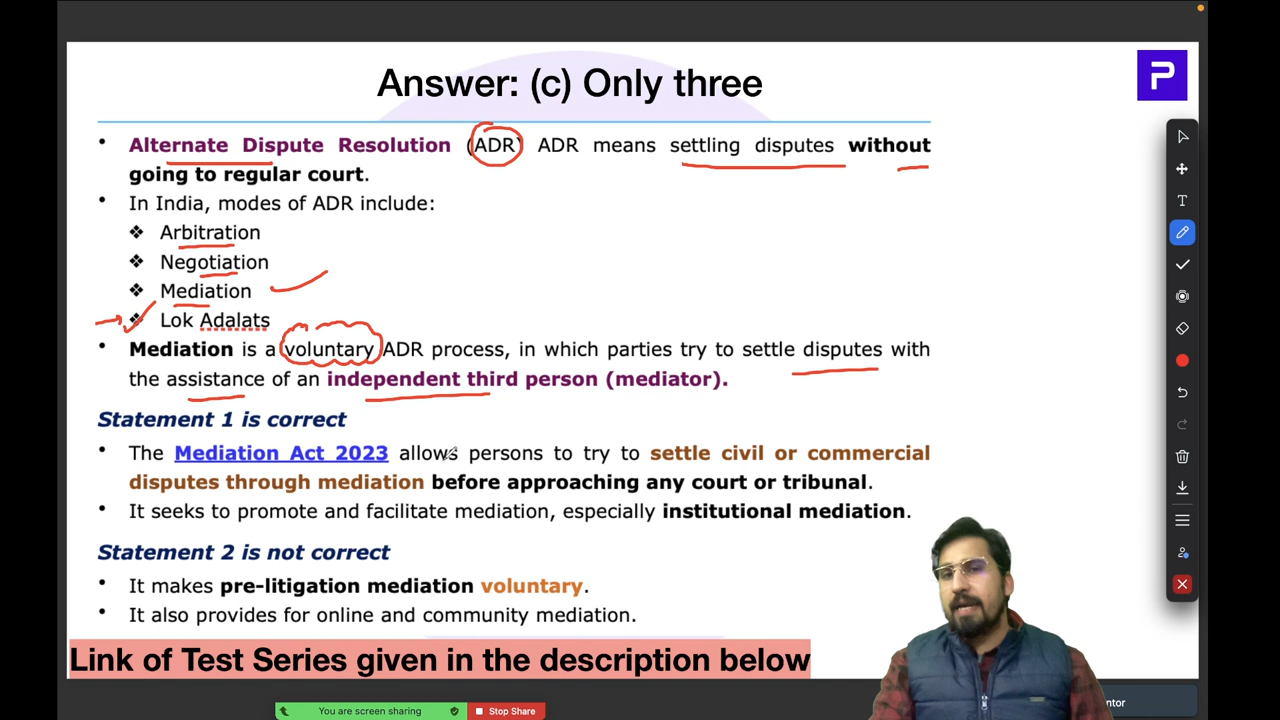 Answer: (c) Only three
P
• Alternate Dispute Resolution (ADR) ADR means settling disputes without
going to regular court.
• In India, modes of ADR include:
❖ Arbitration
❖ Negotiation
❖ Mediation
❖ Lok Adalats
• Mediation is a voluntary ADR process, in which parties try to settle disputes with
the assistance of an independent third person (mediator).
Statement 1 is correct
• The Mediation Act 2023 allows persons to try to settle civil or commercial
disputes through mediation before approaching any court or tribunal.
• It seeks to promote and facilitate mediation, especially institutional mediation.
Statement 2 is not correct
• It makes pre-litigation mediation voluntary.
• It also provides for online and community mediation.
Link of Test Series given in the description below
ntor
You are screen sharing
Stop Share
T